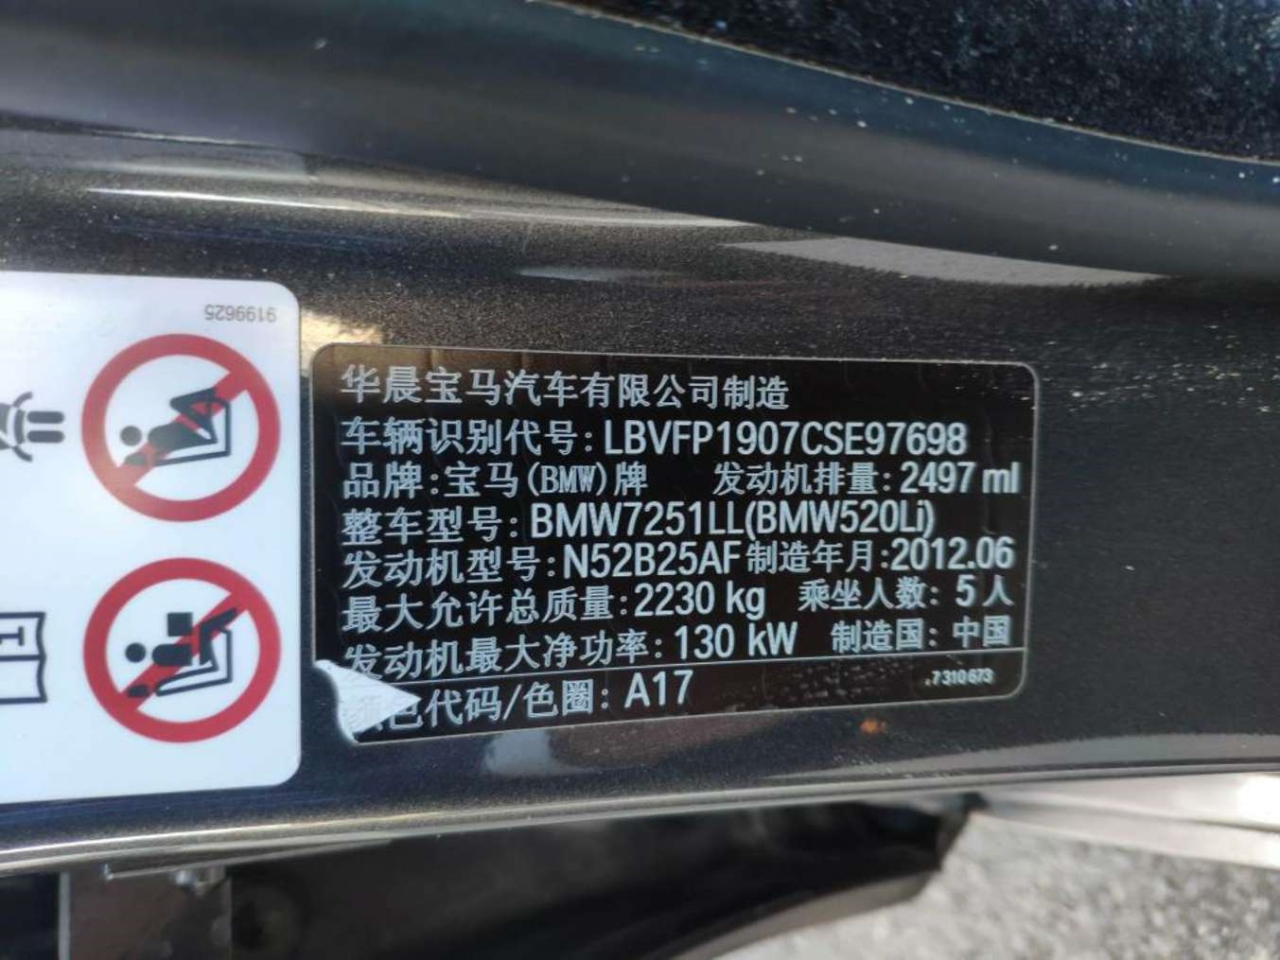 9199625
华晨宝马汽车有限公司制造
车辆识别代号:LBVFP1907CSE97698
品牌:宝马(BMW)牌 发动机排量:2497 ml
整车型号:BMW7251LL(BMW520Li)
发动机型号:N52B25AF 制造年月:2012.06
最大允许总质量:2230 kg 乘坐人数:5人
发动机最大净功率:130 kW 制造国:中国
颜色代码/色圈:A17
.7 310 673